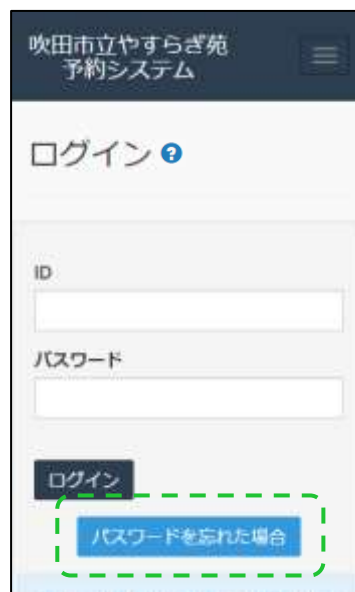 吹田市立やすらぎ苑
予約システム
ログイン
ID
パスワード
ログイン
パスワードを忘れた場合